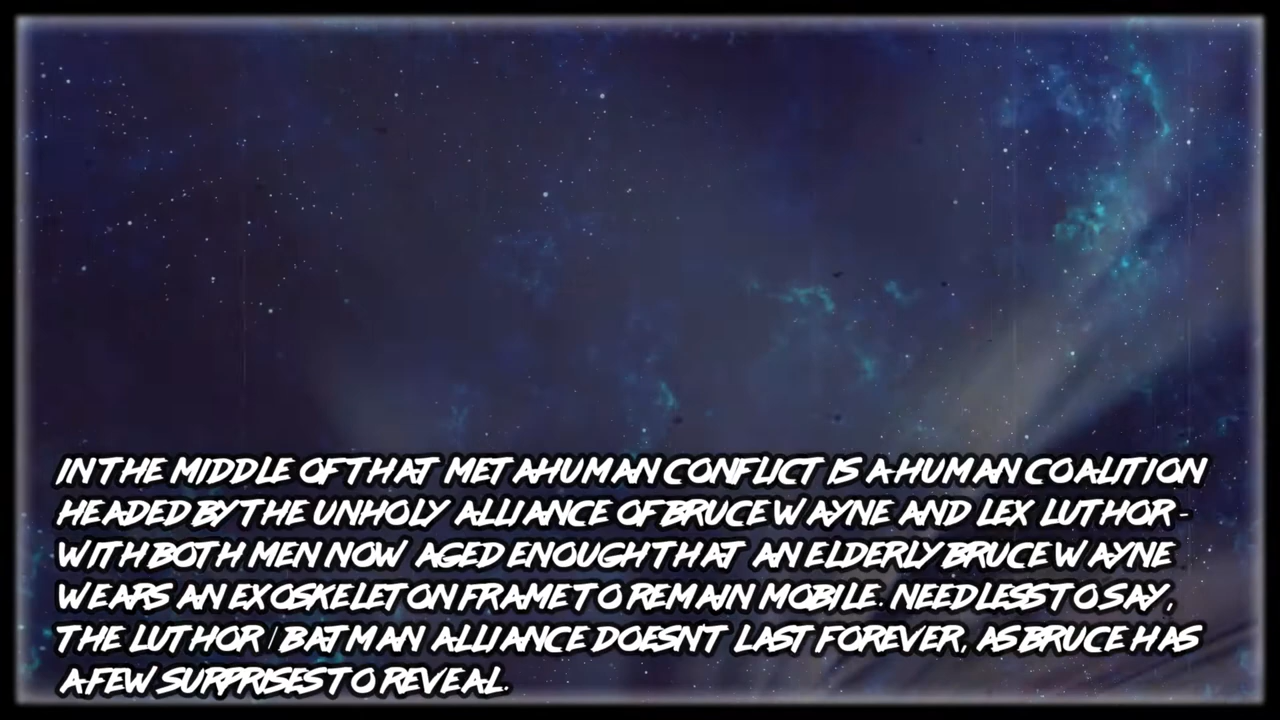 IN THE MIDDLE OF THAT METAHUMAN CONFLICT IS A HUMAN COALITION
HEADED BY THE UNHOLY ALLIANCE OF BRUCE WAYNE AND LEX LUTHOR -
WITH BOTH MEN NOW AGED ENOUGH THAT AN ELDERLY BRUCE WAYNE
WEARS AN EXOSKELETON FRAME TO REMAIN MOBILE. NEEDLESS TO SAY,
THE LUTHOR / BATMAN ALLIANCE DOESN'T LAST FOREVER, AS BRUCE HAS
A FEW SURPRISES TO REVEAL.